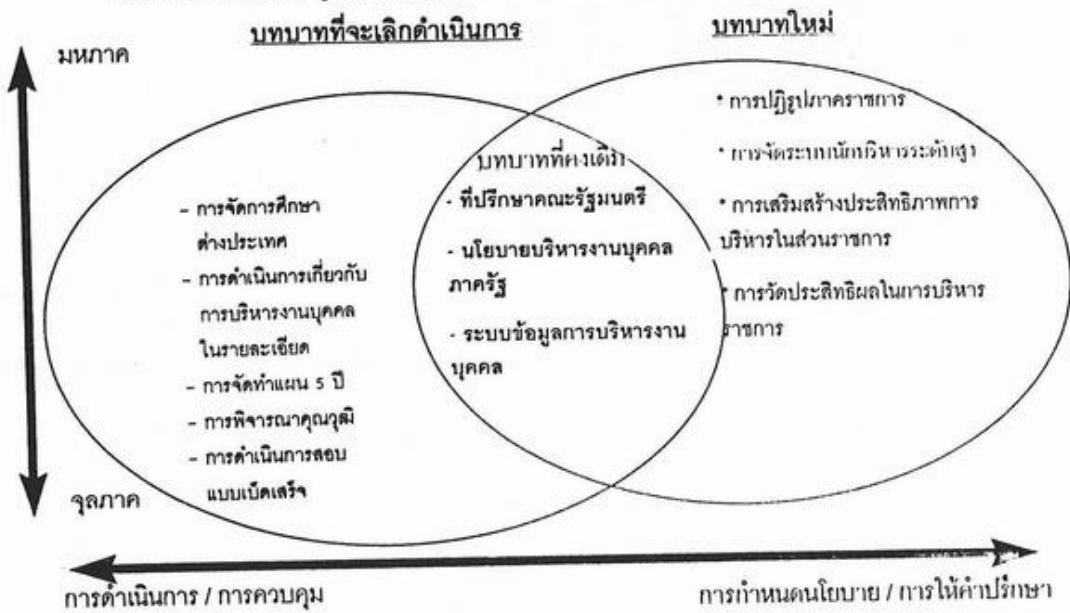 บทบาทที่จะเลิกดำเนินการ
บทบาทใหม่
มหภาค
* การปฏิรูปภาคราชการ
* การจัดระบบนักบริหารระดับสูง
* การเสริมสร้างประสิทธิภาพการ
บริหารในส่วนราชการ
* การวัดประสิทธิผลในการบริหาร
ราชการ
บทบาทที่คงเดิม
- ที่ปรึกษาคณะรัฐมนตรี
- นโยบายบริหารงานบุคคล
ภาครัฐ
- ระบบข้อมูลการบริหารงาน
บุคคล
- การจัดการศึกษา
ต่างประเทศ
- การดำเนินการเกี่ยวกับ
การบริหารงานบุคคล
ในรายละเอียด
- การจัดทำแผน 5 ปี
- การพิจารณาคุณวุฒิ
- การดำเนินการสอบ
แบบเบ็ดเสร็จ
จุลภาค
การดำเนินการ / การควบคุม
การกำหนดนโยบาย / การให้คำปรึกษา